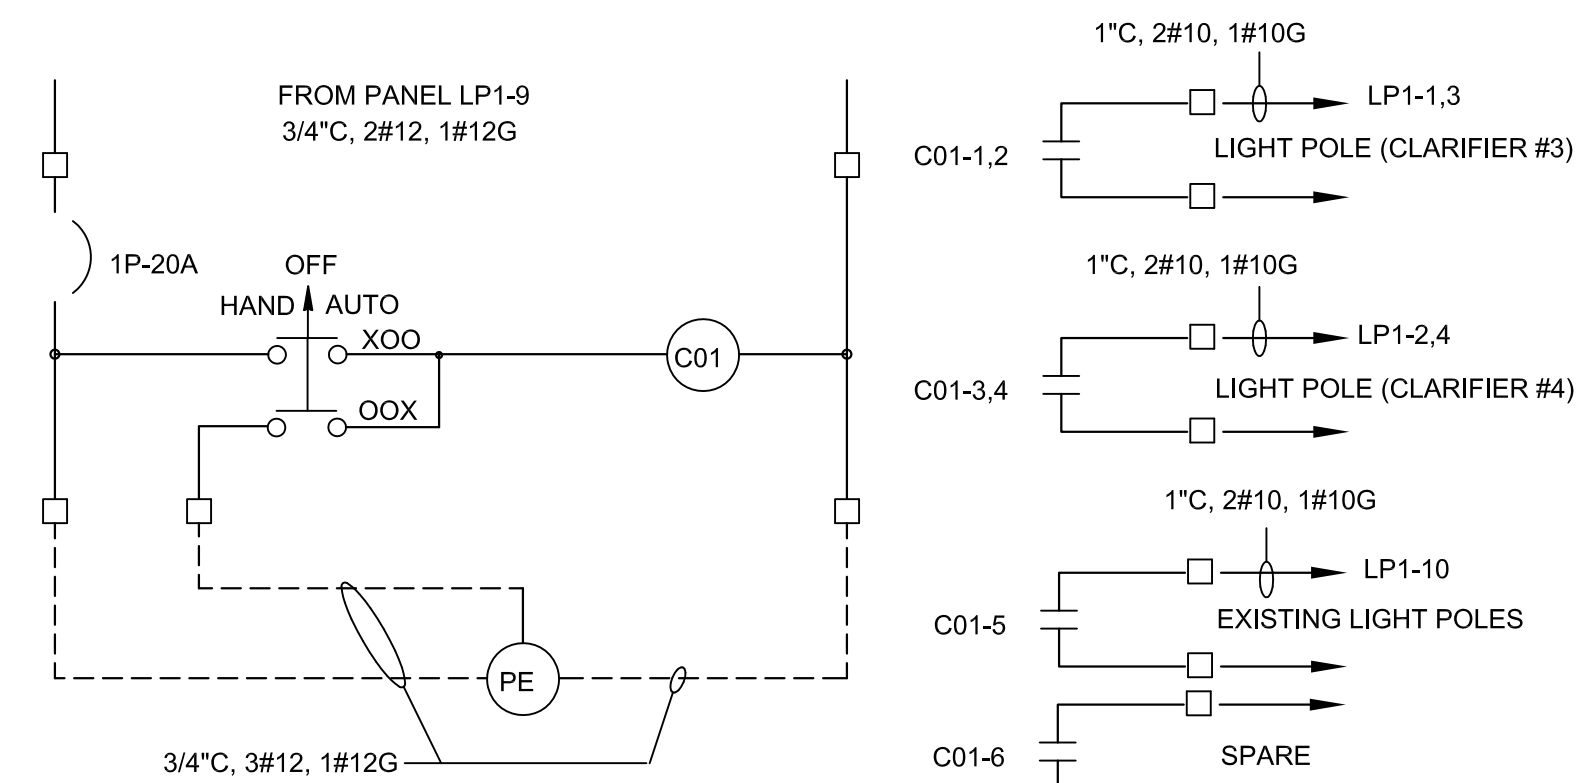 FROM PANEL LP1-9
3/4"C, 2#12, 1#12G
1P-20A
OFF
HAND
AUTO
XOO
OOX
C01
PE
3/4"C, 3#12, 1#12G
1"C, 2#10, 1#10G
LP1-1,3
C01-1,2
LIGHT POLE (CLARIFIER #3)
1"C, 2#10, 1#10G
LP1-2,4
C01-3,4
LIGHT POLE (CLARIFIER #4)
1"C, 2#10, 1#10G
LP1-10
C01-5
EXISTING LIGHT POLES
C01-6
SPARE